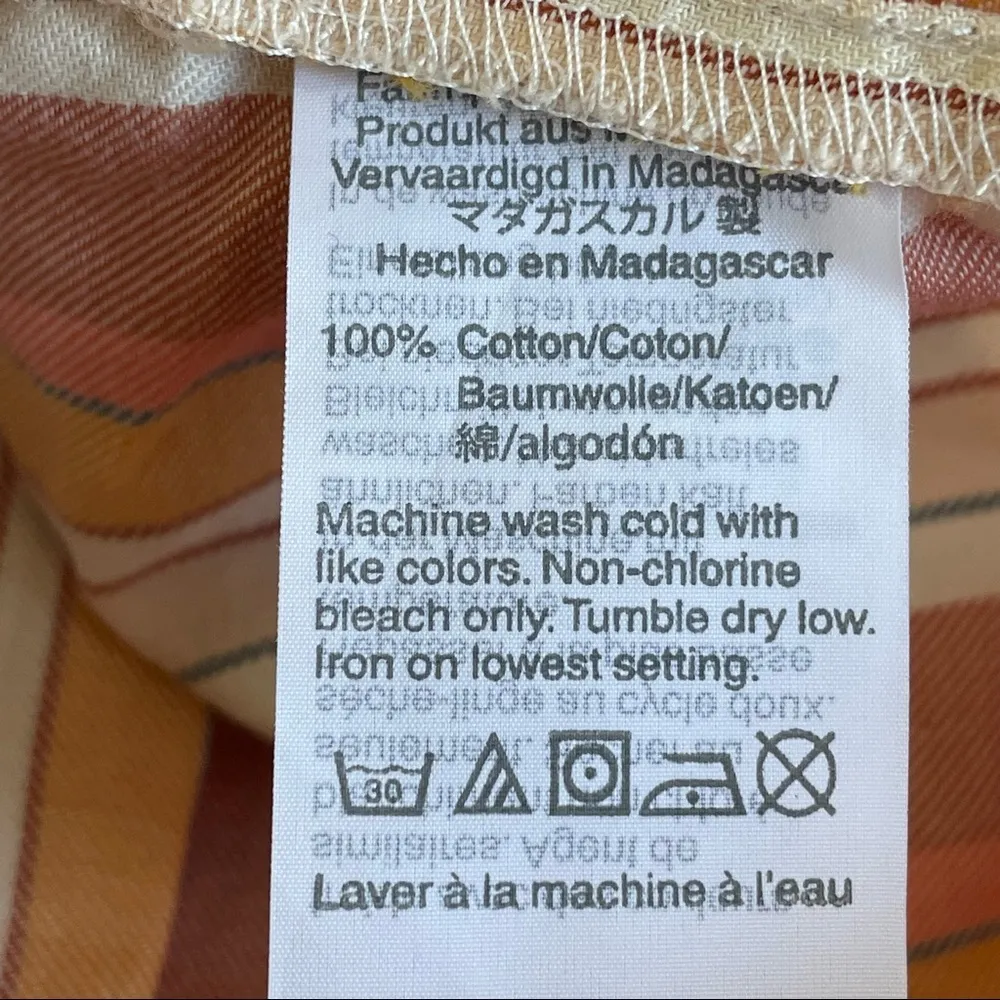 Produkt aus
Vervaardigd in Madagascar
マダガスカル 製
Hecho en Madagascar
100% Cotton/Coton/
Baumwolle/Katoen/
綿/algodón
Machine wash cold with
like colors. Non-chlorine
bleach only. Tumble dry low.
Iron on lowest setting.
30
Laver à la machine à l'eau